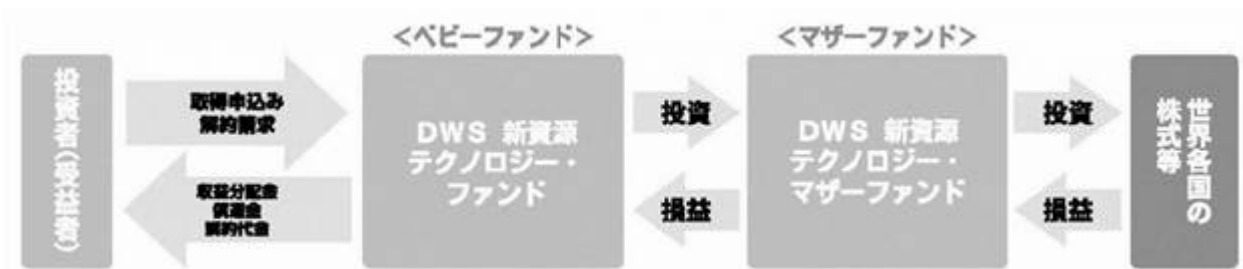 <ベビーファンド>
<マザーファンド>
投資者(受益者)
取得申込み
解約請求
収益分配金
償還金
解約代金
DWS 新資源
テクノロジー・
ファンド
投資
損益
DWS 新資源
テクノロジー・
マザーファンド
投資
損益
世界各国の
株式等